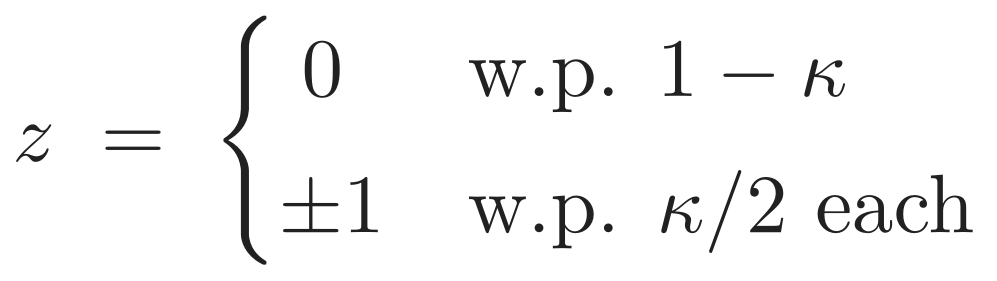 z = { 0 w.p. 1 − κ
±1 w.p. κ/2 each